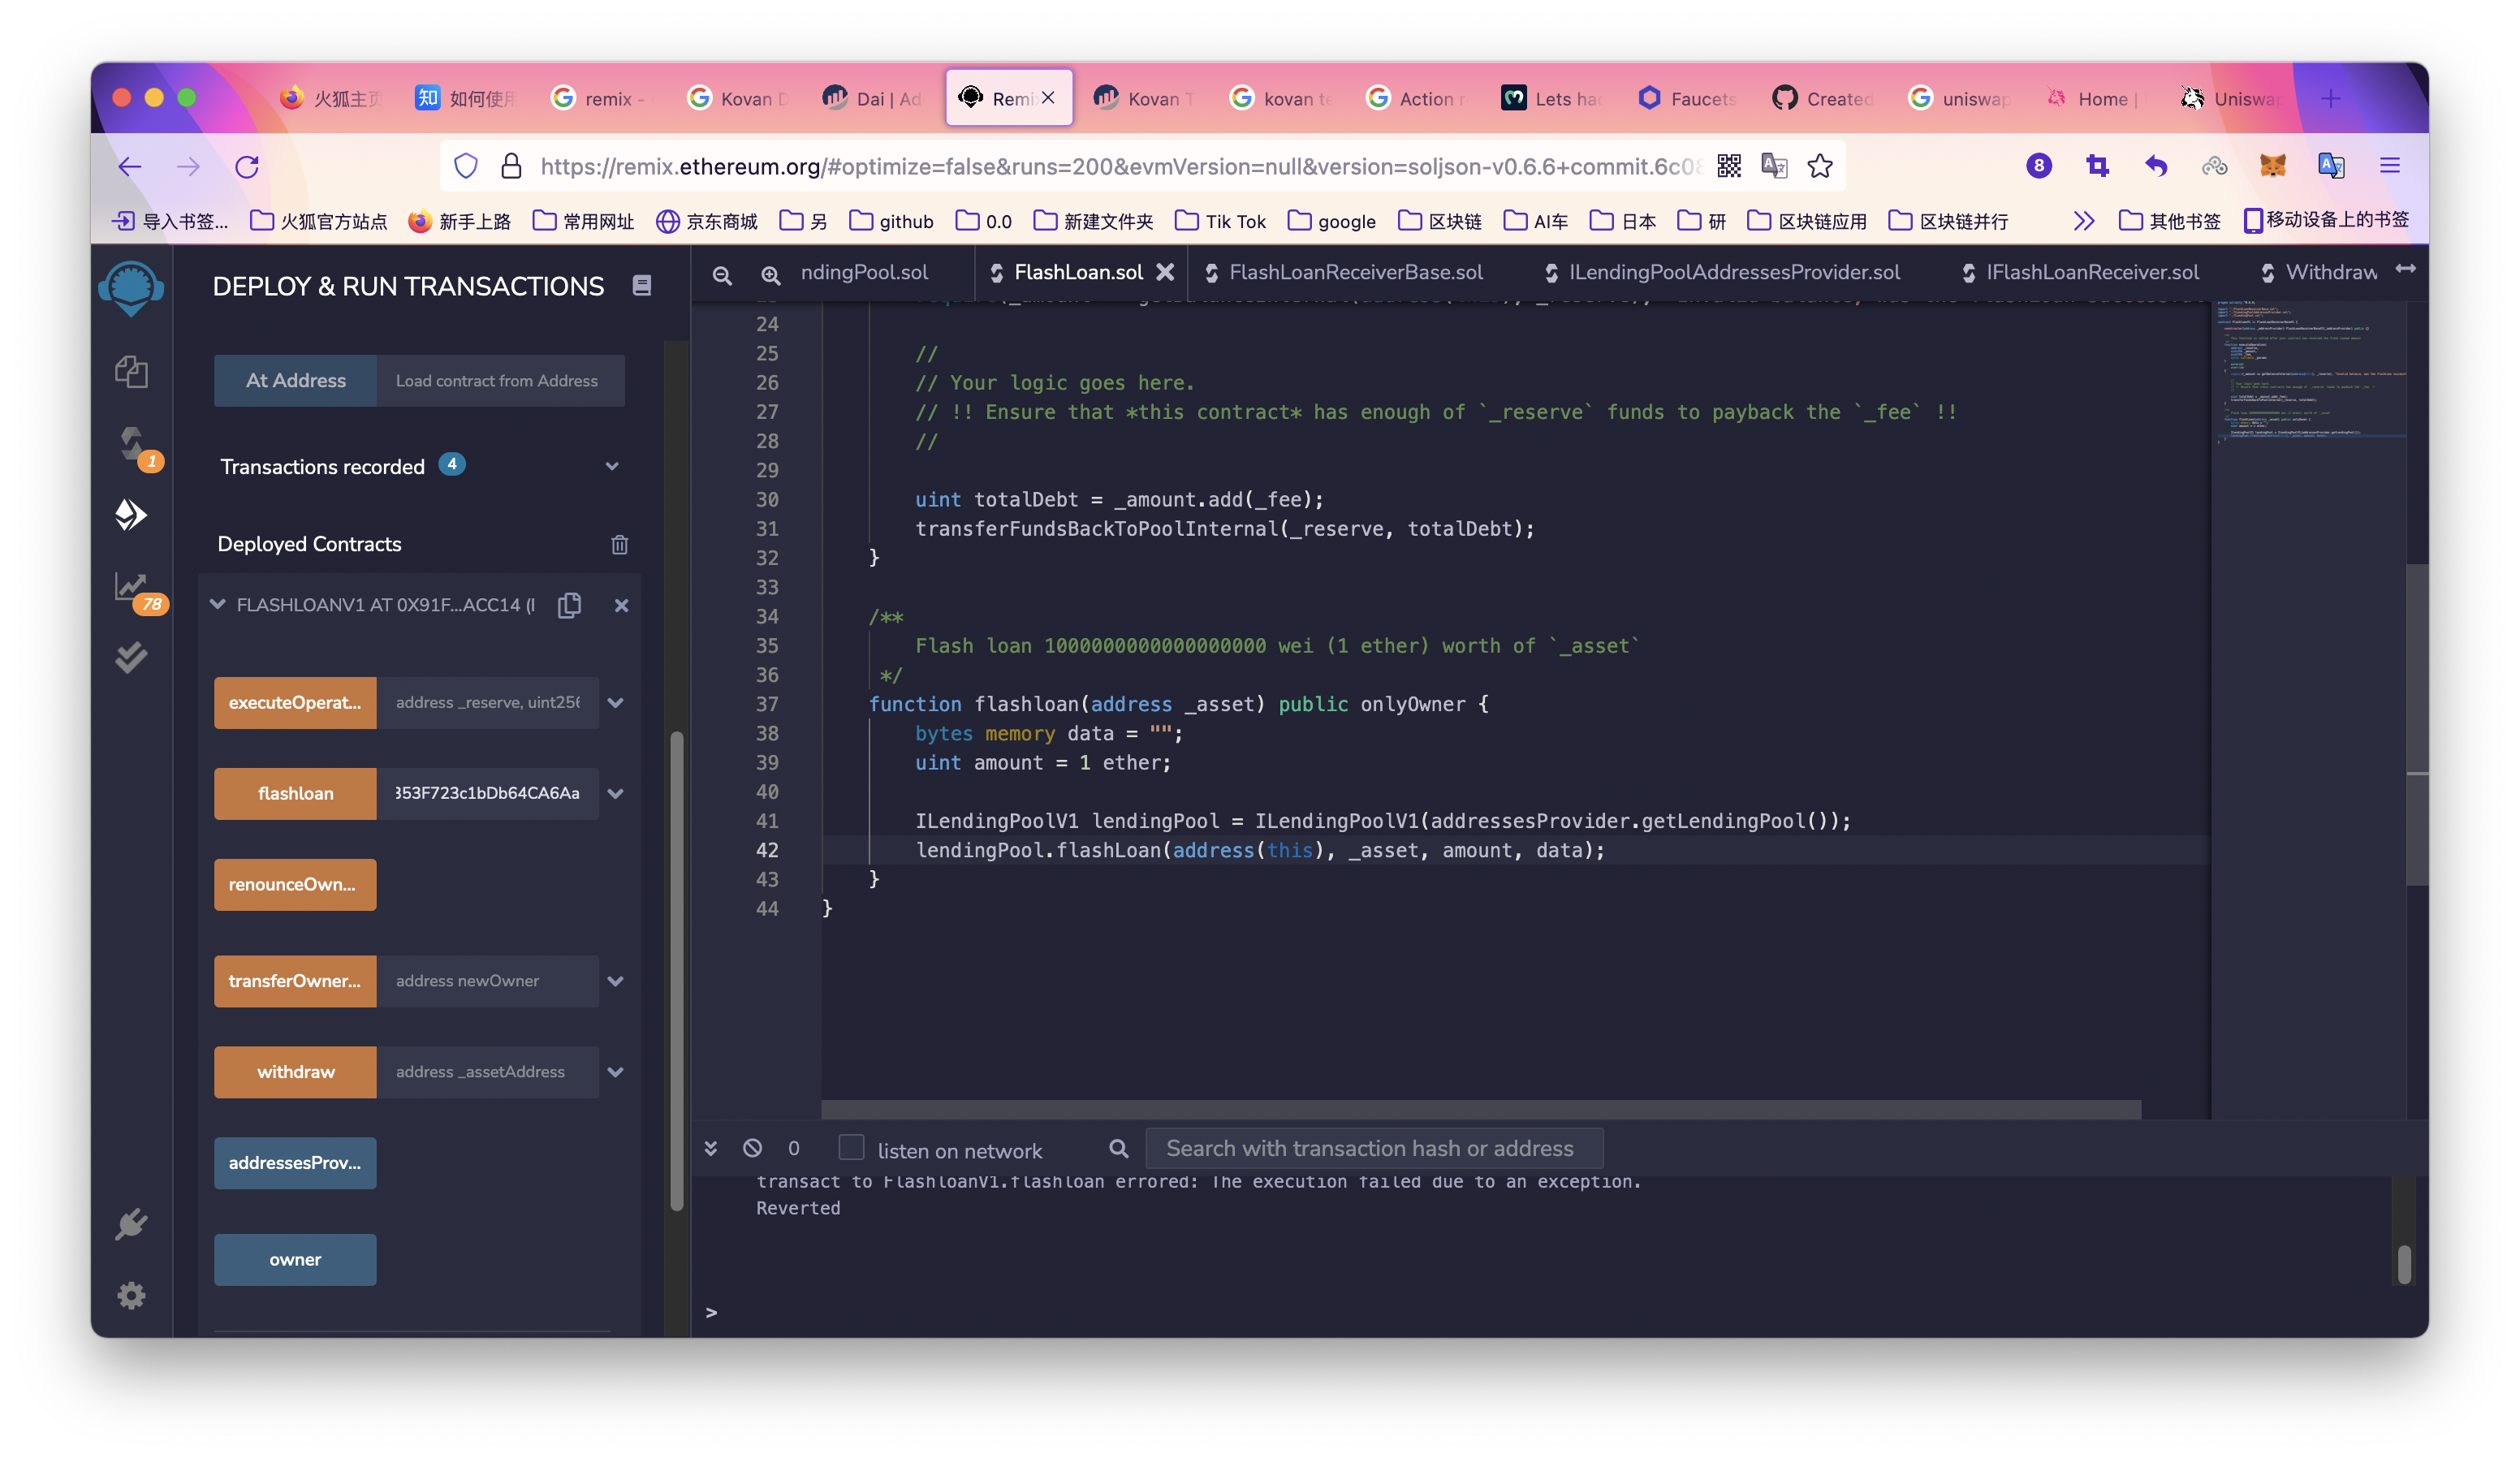 火狐主页
知 如何使用
remix -
Kovan D
Dai | Ad
Remi
Kovan T
kovan te
Action r
Lets hac
Faucets
Created
uniswap
Home |
Uniswap
https://remix.ethereum.org/#optimize=false&runs=200&evmVersion=null&version=soljson-v0.6.6+commit.6c08
8
导入书签...
火狐官方站点
新手上路
常用网址
京东商城
另
github
0.0
新建文件夹
Tik Tok
google
区块链
AI车
日本
研
区块链应用
区块链并行
其他书签
移动设备上的书签
DEPLOY & RUN TRANSACTIONS
At Address
Load contract from Address
1
Transactions recorded 4
Deployed Contracts
78
FLASHLOANV1 AT 0X91F...ACC14 (
executeOperat...
address _reserve, uint256
flashloan
353F723c1bDb64CA6Aa
renounceOwn...
transferOwner...
address newOwner
withdraw
address _assetAddress
addressesProv...
owner
ndingPool.sol
FlashLoan.sol
FlashLoanReceiverBase.sol
ILendingPoolAddressesProvider.sol
IFlashLoanReceiver.sol
Withdraw
24
25 //
26 // Your logic goes here.
27 // !! Ensure that *this contract* has enough of `_reserve` funds to payback the `_fee` !!
28 //
29
30 uint totalDebt = _amount.add(_fee);
31 transferFundsBackToPoolInternal(_reserve, totalDebt);
32 }
33
34 /**
35 Flash loan 1000000000000000000 wei (1 ether) worth of `_asset`
36 */
37 function flashloan(address _asset) public onlyOwner {
38 bytes memory data = "";
39 uint amount = 1 ether;
40
41 ILendingPoolV1 lendingPool = ILendingPoolV1(addressesProvider.getLendingPool());
42 lendingPool.flashLoan(address(this), _asset, amount, data);
43 }
44 }
0
listen on network
Search with transaction hash or address
transact to FlashloanV1.flashloan errored: The execution failed due to an exception.
Reverted
>